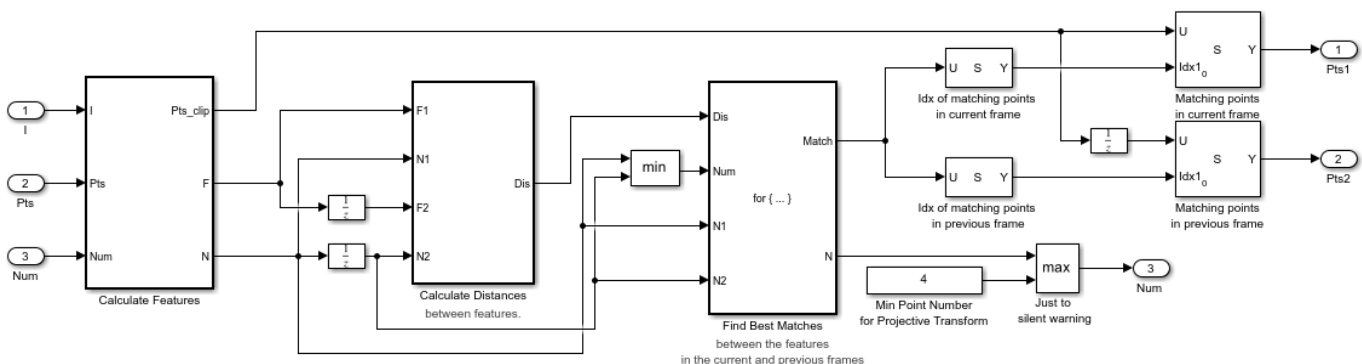 1
I
2
Pts
3
Num
I
Pts
Num
Pts_clip
F
N
Calculate Features
1
z
1
z
F1
N1
F2
N2
Dis
Calculate Distances
between features.
min
Dis
Num
N1
N2
for { ... }
Match
N
Find Best Matches
between the features
in the current and previous frames
U S Y
Idx of matching points
in current frame
U S Y
Idx of matching points
in previous frame
4
Min Point Number
for Projective Transform
max
Just to
silent warning
3
Num
1
z
U
S Y
Idx1
o
Matching points
in current frame
1
Pts1
U
S Y
Idx1
o
Matching points
in previous frame
2
Pts2